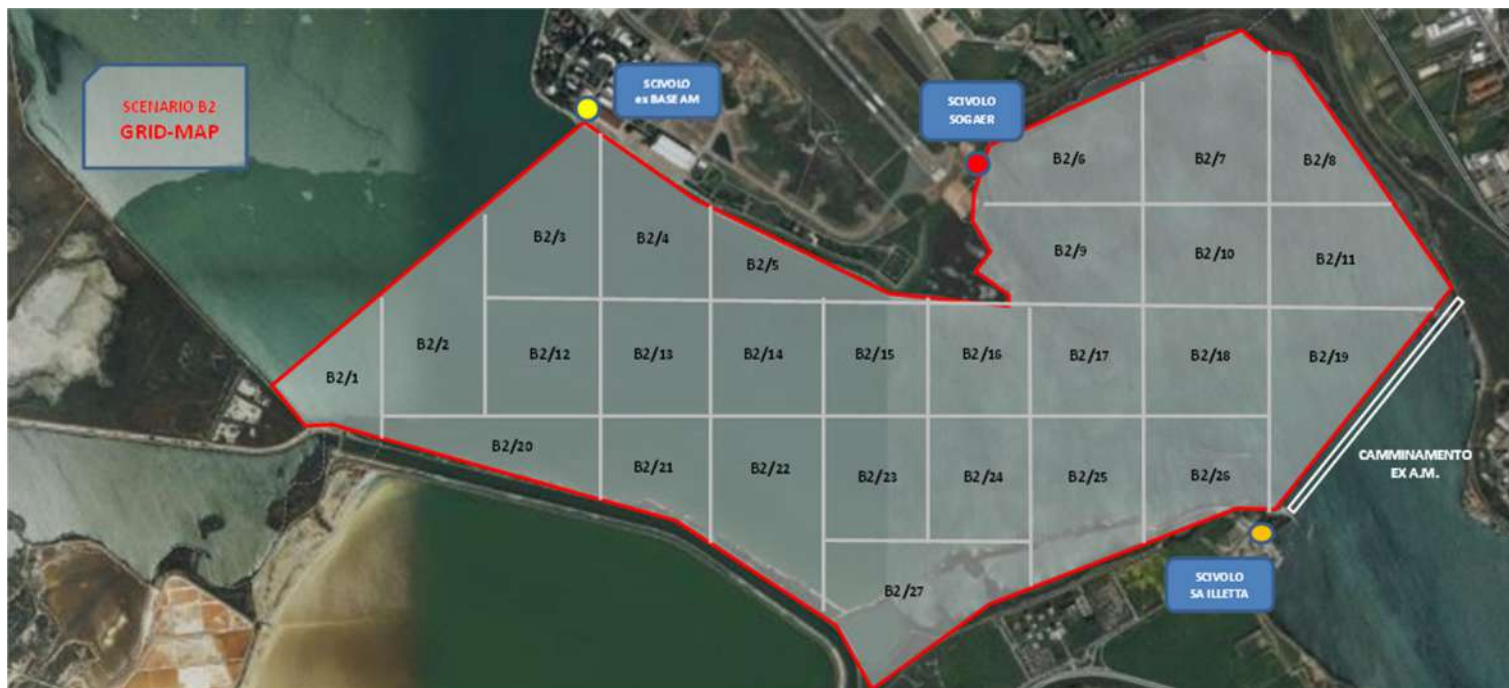 SCENARIO B2
GRID-MAP
SCIVOLO
ex BASE AM
SCIVOLO
SOGAER
B2/6
B2/7
B2/8
B2/3
B2/4
B2/5
B2/9
B2/10
B2/11
B2/1
B2/2
B2/12
B2/13
B2/14
B2/15
B2/16
B2/17
B2/18
B2/19
B2/20
B2/21
B2/22
B2/23
B2/24
B2/25
B2/26
B2/27
CAMMINAMENTO
EX A.M.
SCIVOLO
SA ILLETTA